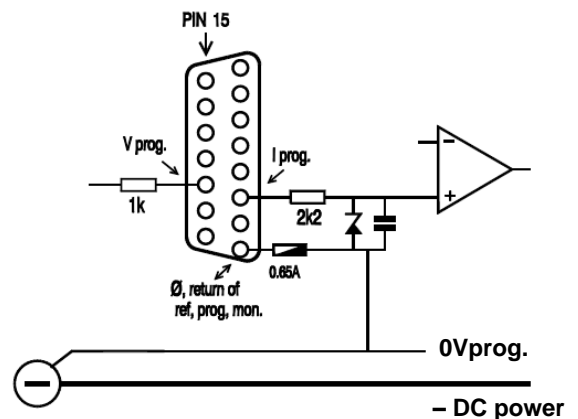 PIN 15
V prog.
I prog.
1k
2k2
0.65A
Ø, return of
ref, prog, mon.
0Vprog.
– DC power